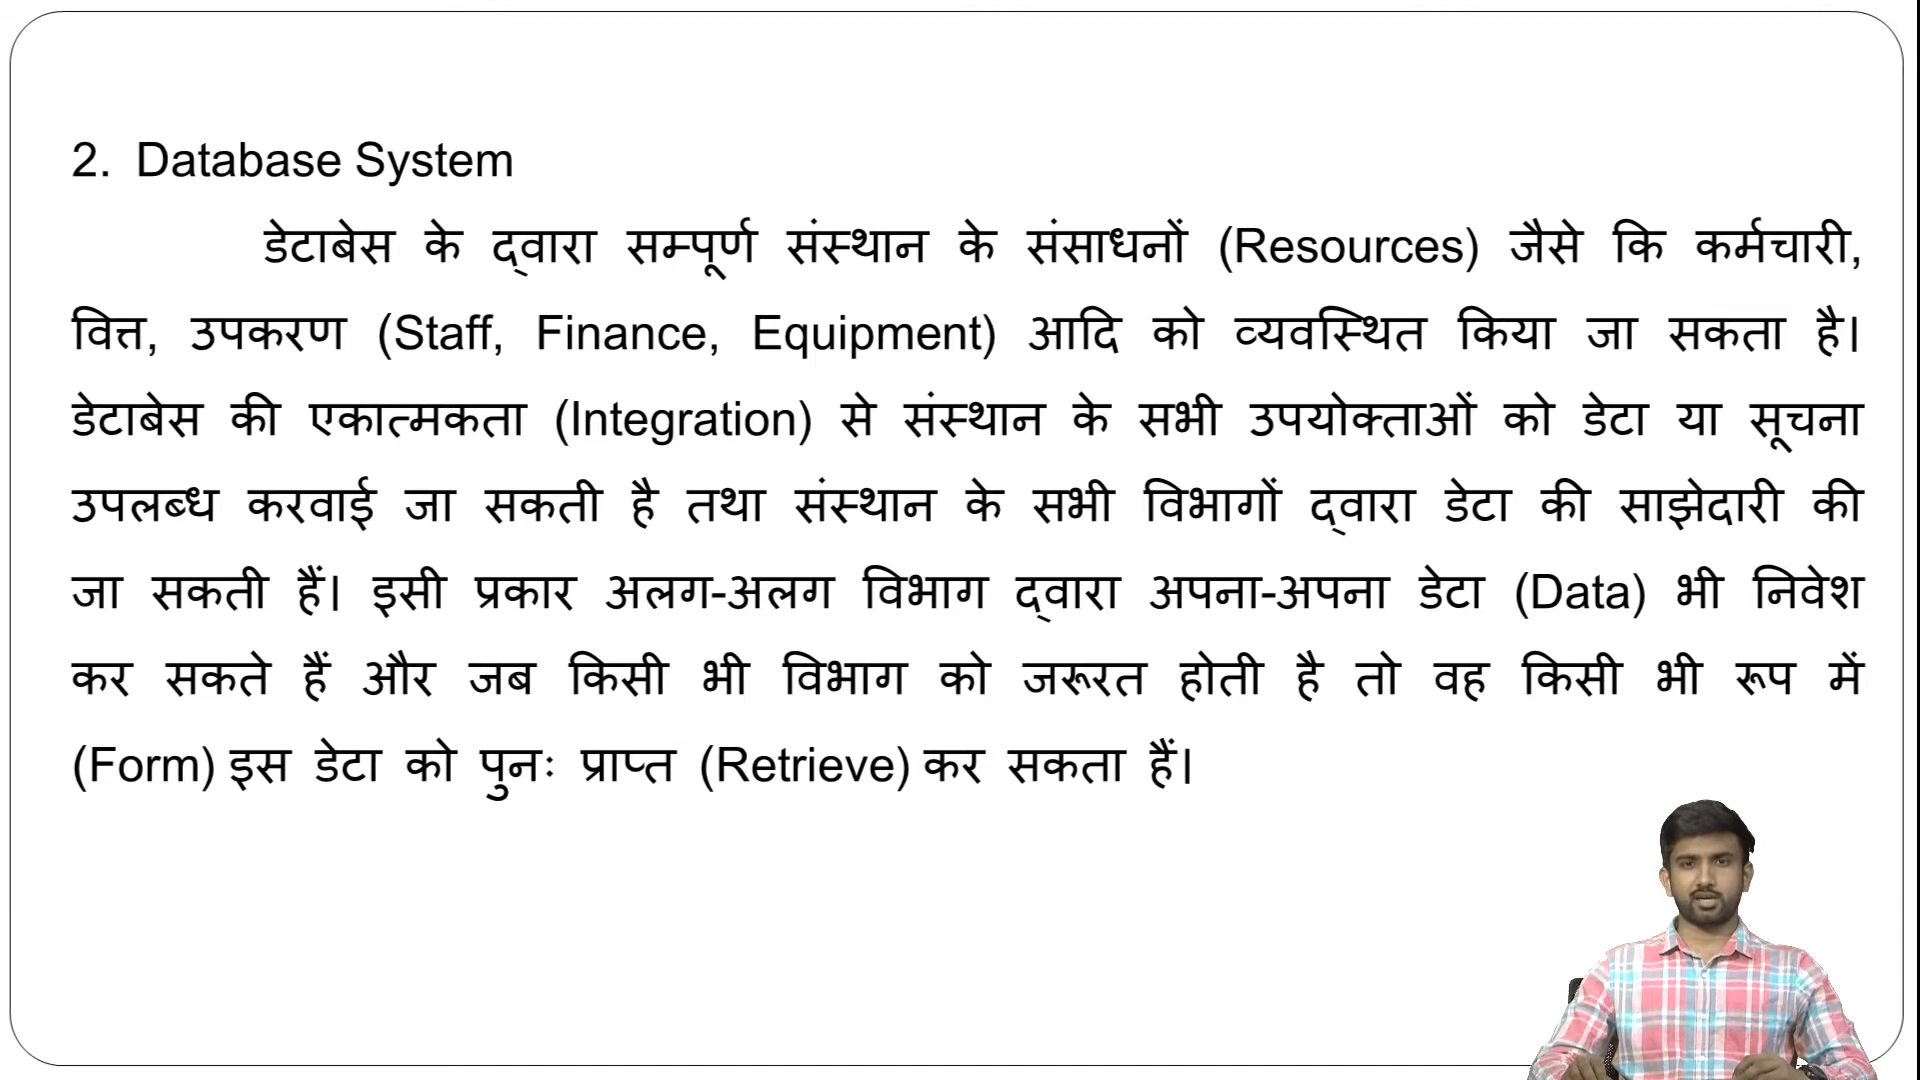 2. Database System
डेटाबेस के द्वारा सम्पूर्ण संस्थान के संसाधनों (Resources) जैसे कि कर्मचारी,
वित्त, उपकरण (Staff, Finance, Equipment) आदि को व्यवस्थित किया जा सकता है।
डेटाबेस की एकात्मकता (Integration) से संस्थान के सभी उपयोक्ताओं को डेटा या सूचना
उपलब्ध करवाई जा सकती है तथा संस्थान के सभी विभागों द्वारा डेटा की साझेदारी की
जा सकती हैं। इसी प्रकार अलग-अलग विभाग द्वारा अपना-अपना डेटा (Data) भी निवेश
कर सकते हैं और जब किसी भी विभाग को जरूरत होती है तो वह किसी भी रूप में
(Form) इस डेटा को पुनः प्राप्त (Retrieve) कर सकता हैं।